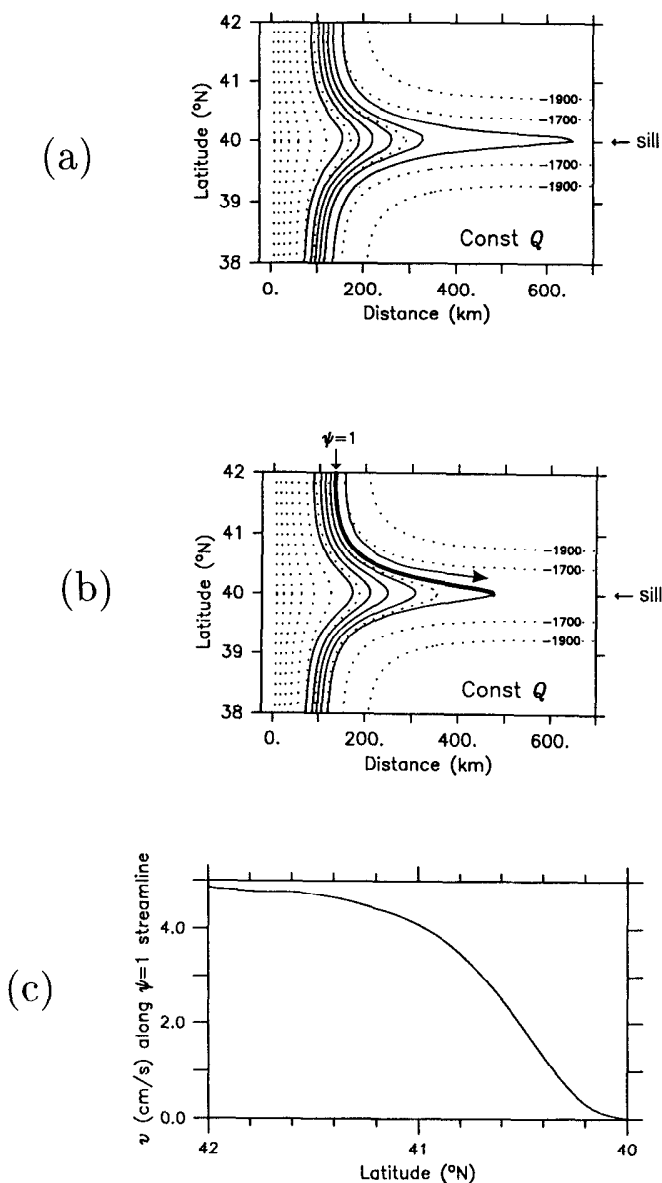 (a)
42
41
40
39
38
Latitude (°N)
-1900
-1700
← sill
-1700
-1900
Const Q
0. 200. 400. 600.
Distance (km)
(b)
ψ=1
42
41
40
39
38
Latitude (°N)
-1900
-1700
← sill
-1700
-1900
Const Q
0. 200. 400. 600.
Distance (km)
(c)
v (cm/s) along ψ=1 streamline
4.0
2.0
0.0
42 41 40
Latitude (°N)